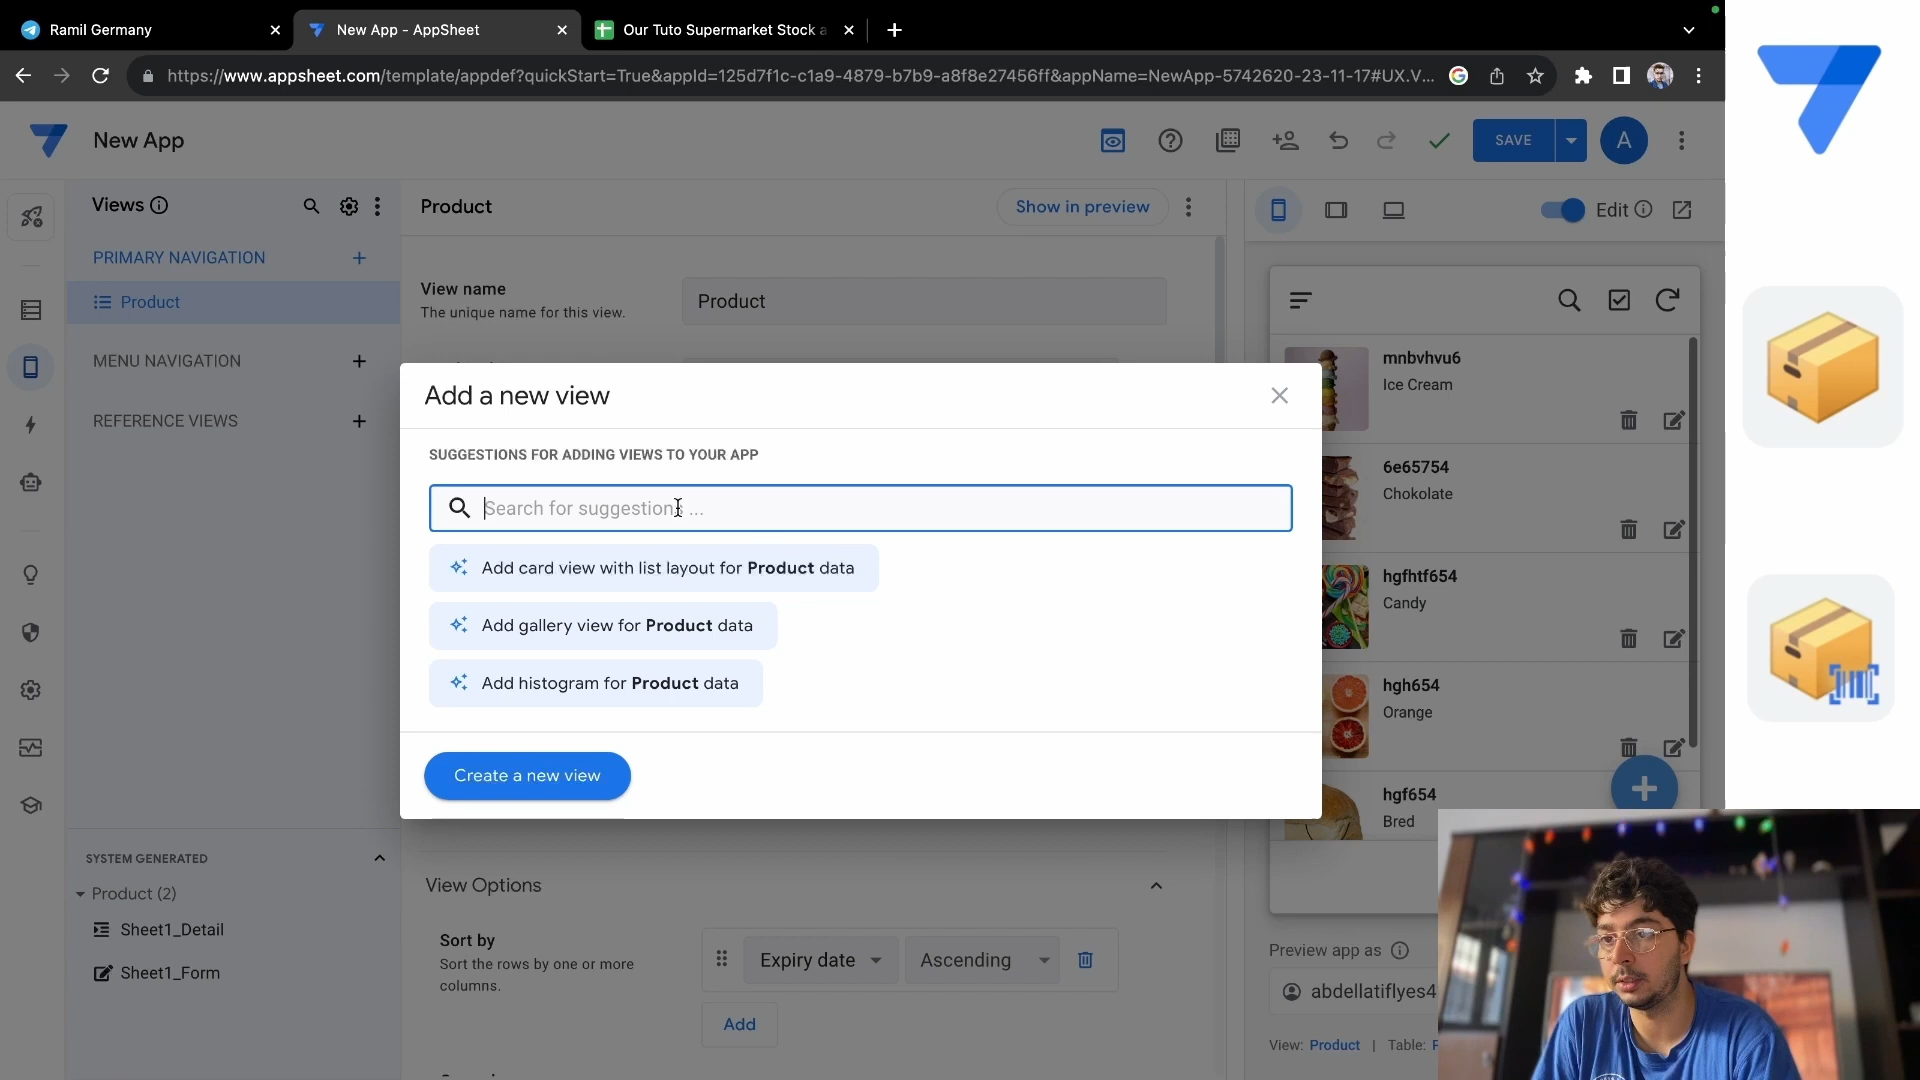 Ramil Germany
New App - AppSheet
Our Tuto Supermarket Stock a
https://www.appsheet.com/template/appdef?quickStart=True&appId=125d7f1c-c1a9-4879-b7b9-a8f8e27456ff&appName=NewApp-5742620-23-11-17#UX.V...
New App
SAVE
A
Views
Product
Show in preview
Edit
PRIMARY NAVIGATION
Product
View name
The unique name for this view.
Product
MENU NAVIGATION
REFERENCE VIEWS
Add a new view
SUGGESTIONS FOR ADDING VIEWS TO YOUR APP
Search for suggestions ...
Add card view with list layout for Product data
Add gallery view for Product data
Add histogram for Product data
Create a new view
mnbvhvu6
Ice Cream
6e65754
Chokolate
hgfhtf654
Candy
hgh654
Orange
hgf654
Bred
SYSTEM GENERATED
Product (2)
Sheet1_Detail
Sheet1_Form
View Options
Sort by
Sort the rows by one or more
columns.
Expiry date
Ascending
Add
Preview app as
abdellatiflyes4
View: Product | Table: